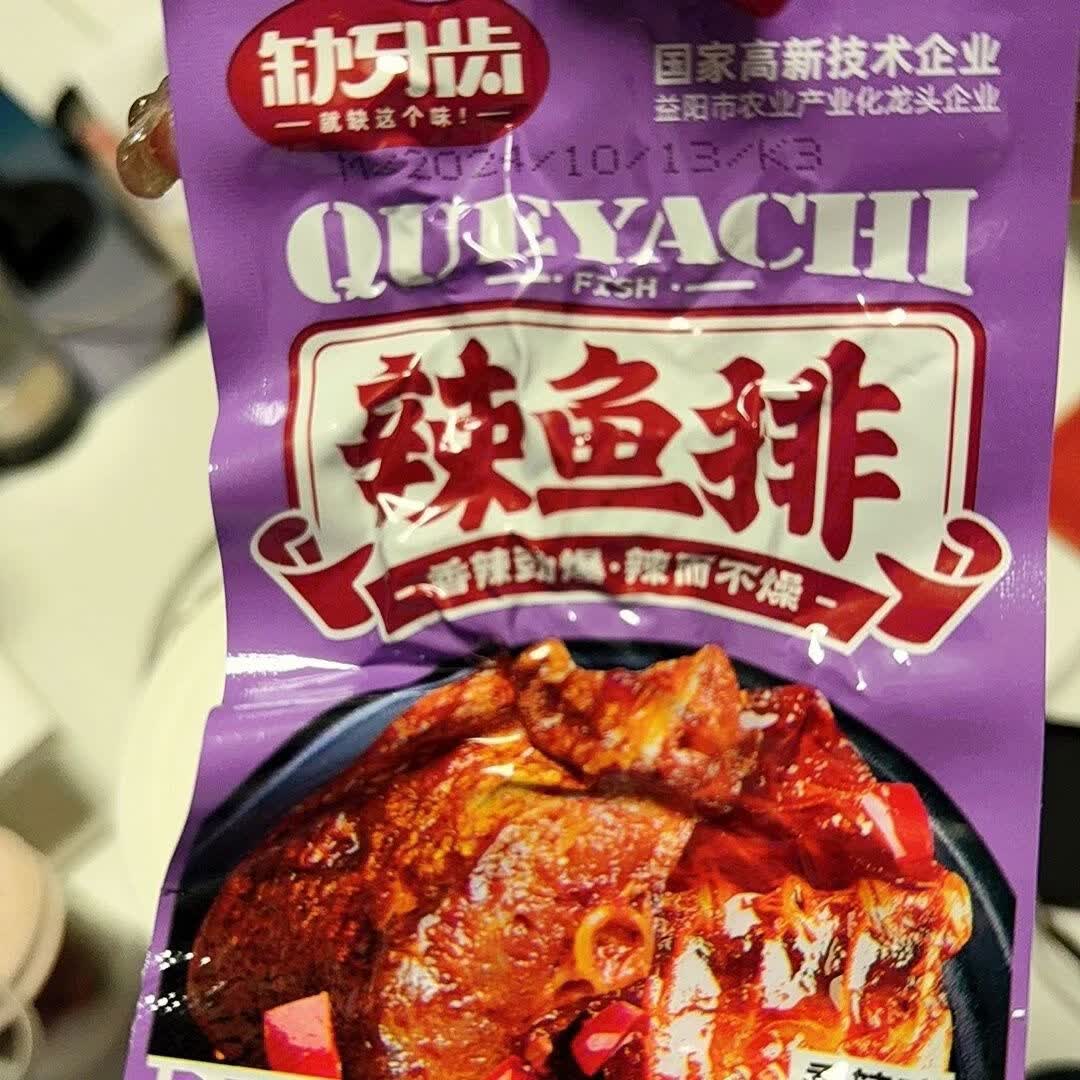 缺牙齿
就缺这个味!
国家高新技术企业
益阳市农业产业化龙头企业
M 2024/10/13/K3
QUEYACHI
FISH
辣鱼排
香辣劲爆·辣而不燥